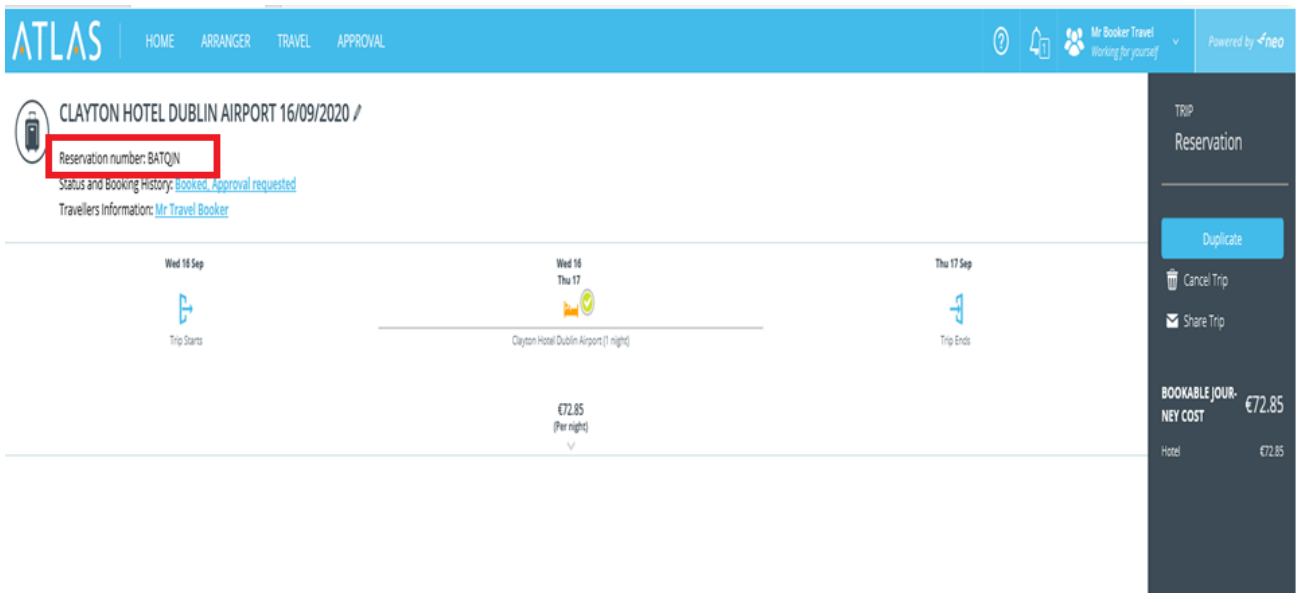 ATLAS
HOME ARRANGER TRAVEL APPROVAL
1
Mr Booker Travel
Working for yourself
Powered by neo
CLAYTON HOTEL DUBLIN AIRPORT 16/09/2020
Reservation number: BATQJN
Status and Booking History: Booked, Approval requested
Travellers Information: Mr Travel Booker
Wed 16 Sep
Trip Starts
Wed 16
Thu 17
Clayton Hotel Dublin Airport (1 night)
€72.85
(Per night)
Thu 17 Sep
Trip Ends
TRIP
Reservation
Duplicate
Cancel Trip
Share Trip
BOOKABLE JOUR-
NEY COST €72.85
Hotel €72.85